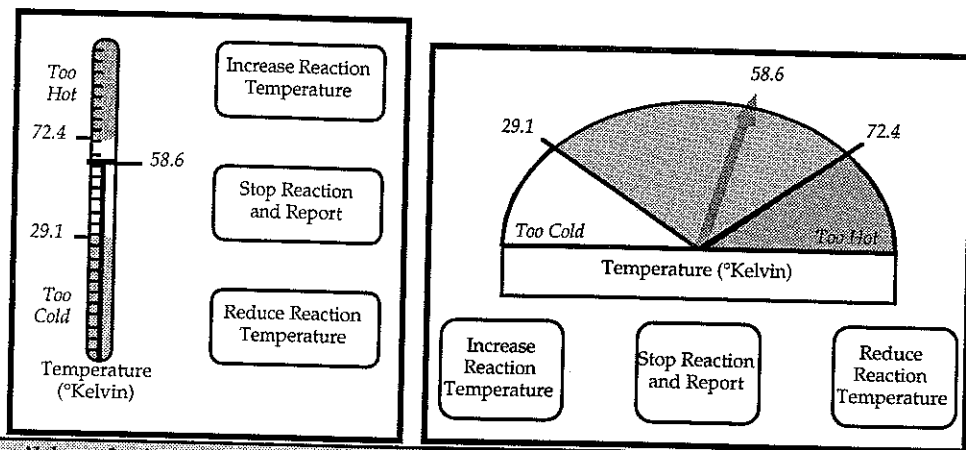 Too
Hot
72.4
58.6
29.1
Too
Cold
Temperature
(°Kelvin)
Increase Reaction
Temperature
Stop Reaction
and Report
Reduce Reaction
Temperature
58.6
29.1
72.4
Too Cold
Too Hot
Temperature (°Kelvin)
Increase
Reaction
Temperature
Stop Reaction
and Report
Reduce
Reaction
Temperature